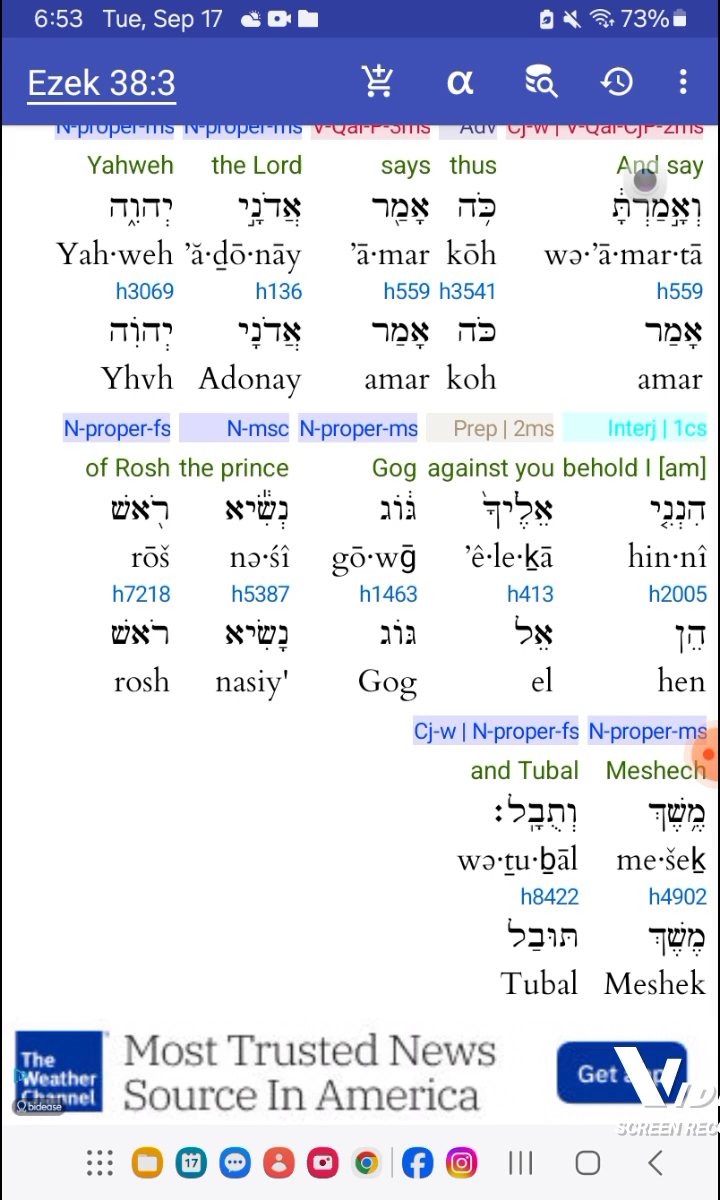 6:53 Tue, Sep 17 73%
Ezek 38:3 α
N-proper-ms N-proper-ms V-Qal-P-3ms Adv Cj-w | V-Qal-CjP-2ms
Yahweh the Lord says thus And say
יְהוִ֑ה אֲדֹנָ֣י אָמַ֖ר כֹּ֥ה וְאָ֣מַרְתָּ֔
Yah·weh ’ă·ḏō·nāy ’ā·mar kōh wə·’ā·mar·tā
h3069 h136 h559 h3541 h559
יְהוִֹה אֲדֹנָי אָמַר כֹּה אָמַר
Yhvh Adonay amar koh amar
N-proper-fs N-msc N-proper-ms Prep | 2ms Interj | 1cs
of Rosh the prince Gog against you behold I [am]
רֹ֖אשׁ נְשִׂ֕יא גּ֔וֹג אֵלֶ֙יךָ֙ הִנְנִ֤י
rōš nə·śî gō·wḡ ’ê·le·ḵā hin·nî
h7218 h5387 h1463 h413 h2005
רֹאשׁ נָשִׂיא גּוֹג אֵל הֵן
rosh nasiy' Gog el hen
Cj-w | N-proper-fs N-proper-ms
and Tubal Meshech
וְתֻבָֽל׃ מֶ֥שֶׁךְ
wə·ṯu·ḇāl me·šeḵ
h8422 h4902
תּוּבַל מֶשֶׁךְ
Tubal Meshek
The
Weather
Channel
bidease
Most Trusted News
Source In America
Get
SCREEN REC
17